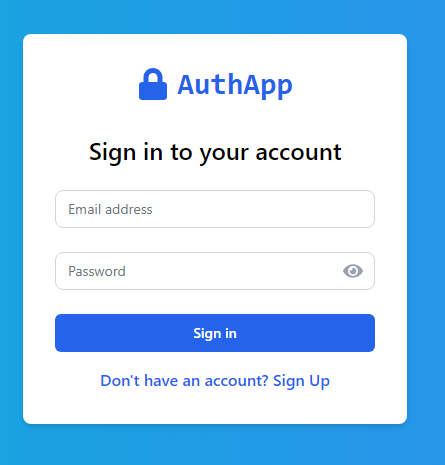 AuthApp
Sign in to your account
Email address
Password
Sign in
Don't have an account? Sign Up